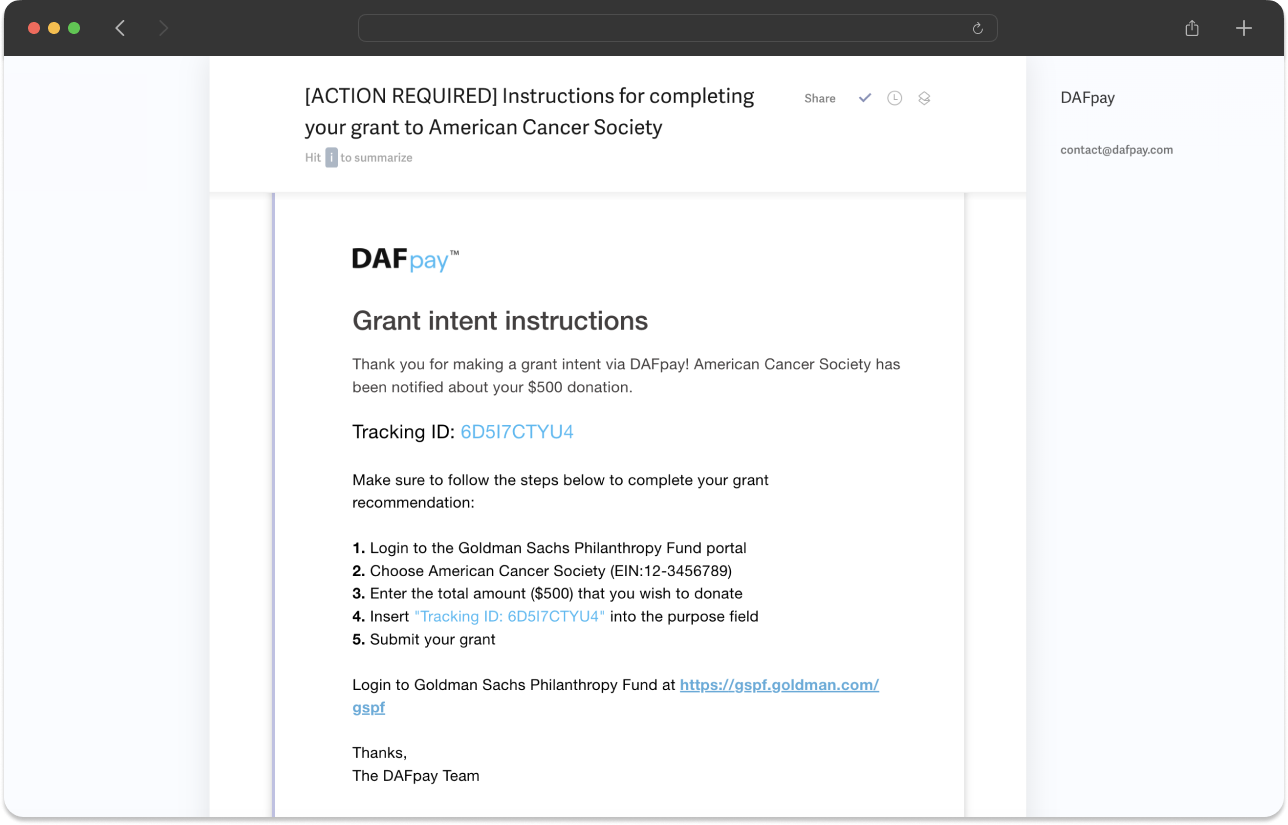 [ACTION REQUIRED] Instructions for completing
your grant to American Cancer Society
Hit i to summarize
Share
DAFpay
contact@dafpay.com
DAFpay™
Grant intent instructions
Thank you for making a grant intent via DAFpay! American Cancer Society has
been notified about your $500 donation.
Tracking ID: 6D5I7CTYU4
Make sure to follow the steps below to complete your grant
recommendation:
1. Login to the Goldman Sachs Philanthropy Fund portal
2. Choose American Cancer Society (EIN:12-3456789)
3. Enter the total amount ($500) that you wish to donate
4. Insert "Tracking ID: 6D5I7CTYU4" into the purpose field
5. Submit your grant
Login to Goldman Sachs Philanthropy Fund at https://gspf.goldman.com/
gspf
Thanks,
The DAFpay Team